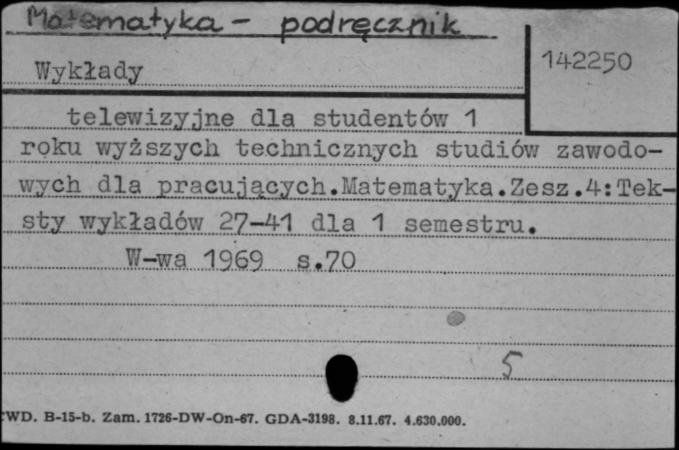 Matematyka - podręcznik
142250
Wykłady
telewizyjne dla studentów 1
roku wyższych technicznych studiów zawodo-
wych dla pracujących.Matematyka.Zesz.4:Tek-
sty wykładów 27-41 dla 1 semestru.
W-wa 1969 s.70
5
WD. B-15-b. Zam. 1726-DW-On-67. GDA-3198. 8.11.67. 4.630.000.